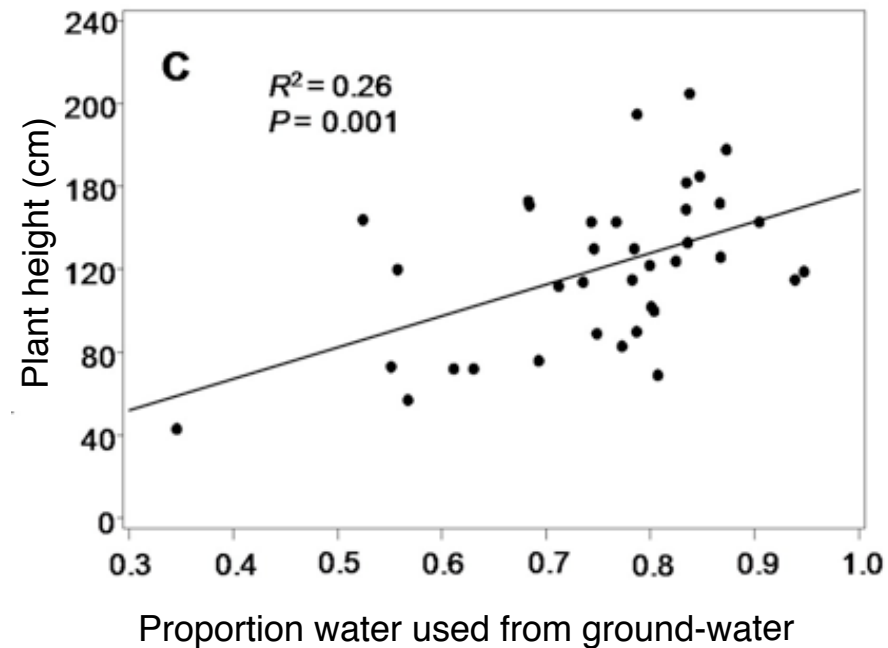 C
R² = 0.26
P = 0.001
Plant height (cm)
240
200
180
120
80
40
0
0.3 0.4 0.5 0.6 0.7 0.8 0.9 1.0
Proportion water used from ground-water